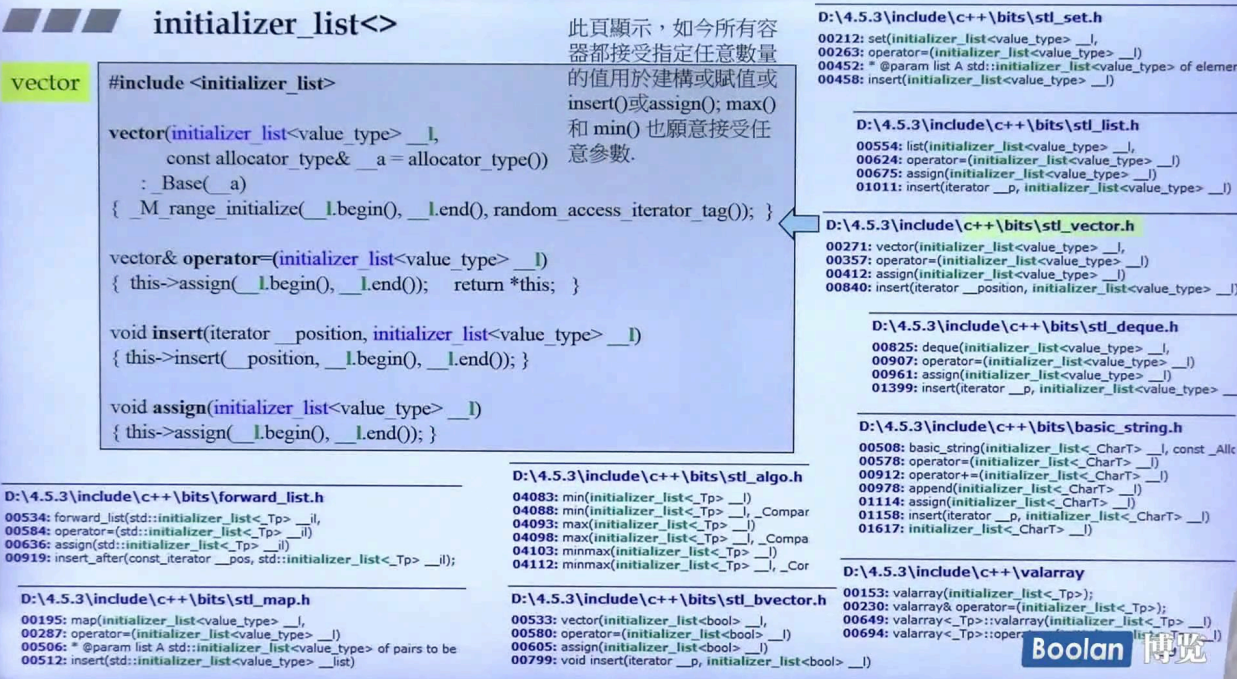 initializer_list<>
此頁顯示，如今所有容
器都接受指定任意數量
的值用於建構或賦值或
insert()或assign(); max()
和 min() 也願意接受任
意參數.
vector
#include <initializer_list>
vector(initializer_list<value_type> __l,
const allocator_type& __a = allocator_type())
: _Base(__a)
{ _M_range_initialize(__l.begin(), __l.end(), random_access_iterator_tag()); }
vector& operator=(initializer_list<value_type> __l)
{ this->assign(__l.begin(), __l.end()); return *this; }
void insert(iterator __position, initializer_list<value_type> __l)
{ this->insert(__position, __l.begin(), __l.end()); }
void assign(initializer_list<value_type> __l)
{ this->assign(__l.begin(), __l.end()); }
D:\4.5.3\include\c++\bits\stl_set.h
00212: set(initializer_list<value_type> __l,
00263: operator=(initializer_list<value_type> __l)
00452: * @param list A std::initializer_list<value_type> of elemer
00458: insert(initializer_list<value_type> __l)
D:\4.5.3\include\c++\bits\stl_list.h
00554: list(initializer_list<value_type> __l,
00624: operator=(initializer_list<value_type> __l)
00675: assign(initializer_list<value_type> __l)
01011: insert(iterator __p, initializer_list<value_type> __l)
D:\4.5.3\include\c++\bits\stl_vector.h
00271: vector(initializer_list<value_type> __l,
00357: operator=(initializer_list<value_type> __l)
00412: assign(initializer_list<value_type> __l)
00840: insert(iterator __position, initializer_list<value_type> __l)
D:\4.5.3\include\c++\bits\stl_deque.h
00825: deque(initializer_list<value_type> __l,
00907: operator=(initializer_list<value_type> __l)
00961: assign(initializer_list<value_type> __l)
01399: insert(iterator __p, initializer_list<value_type> __
D:\4.5.3\include\c++\bits\basic_string.h
00508: basic_string(initializer_list<_CharT> __l, const _Allc
00578: operator=(initializer_list<_CharT> __l)
00912: operator+=(initializer_list<_CharT> __l)
00978: append(initializer_list<_CharT> __l)
01114: assign(initializer_list<_CharT> __l)
01158: insert(iterator __p, initializer_list<_CharT> __l)
01617: initializer_list<_CharT> __l)
D:\4.5.3\include\c++\bits\forward_list.h
00534: forward_list(std::initializer_list<_Tp> __il,
00584: operator=(std::initializer_list<_Tp> __il)
00636: assign(std::initializer_list<_Tp> __il)
00919: insert_after(const_iterator __pos, std::initializer_list<_Tp> __il);
D:\4.5.3\include\c++\bits\stl_algo.h
04083: min(initializer_list<_Tp> __l)
04088: min(initializer_list<_Tp> __l, _Compar
04093: max(initializer_list<_Tp> __l)
04098: max(initializer_list<_Tp> __l, _Compa
04103: minmax(initializer_list<_Tp> __l)
04112: minmax(initializer_list<_Tp> __l, _Cor
D:\4.5.3\include\c++\valarray
00153: valarray(initializer_list<_Tp>);
00230: valarray& operator=(initializer_list<_Tp>);
00649: valarray<_Tp>::valarray(initializer_list<_Tp> __l)
00694: valarray<_Tp>::opera
D:\4.5.3\include\c++\bits\stl_map.h
00195: map(initializer_list<value_type> __l,
00287: operator=(initializer_list<value_type> __l)
00506: * @param list A std::initializer_list<value_type> of pairs to be
00512: insert(std::initializer_list<value_type> __list)
D:\4.5.3\include\c++\bits\stl_bvector.h
00533: vector(initializer_list<bool> __l,
00580: operator=(initializer_list<bool> __l)
00605: assign(initializer_list<bool> __l)
00799: void insert(iterator __p, initializer_list<bool> __l)
Boolan 博览